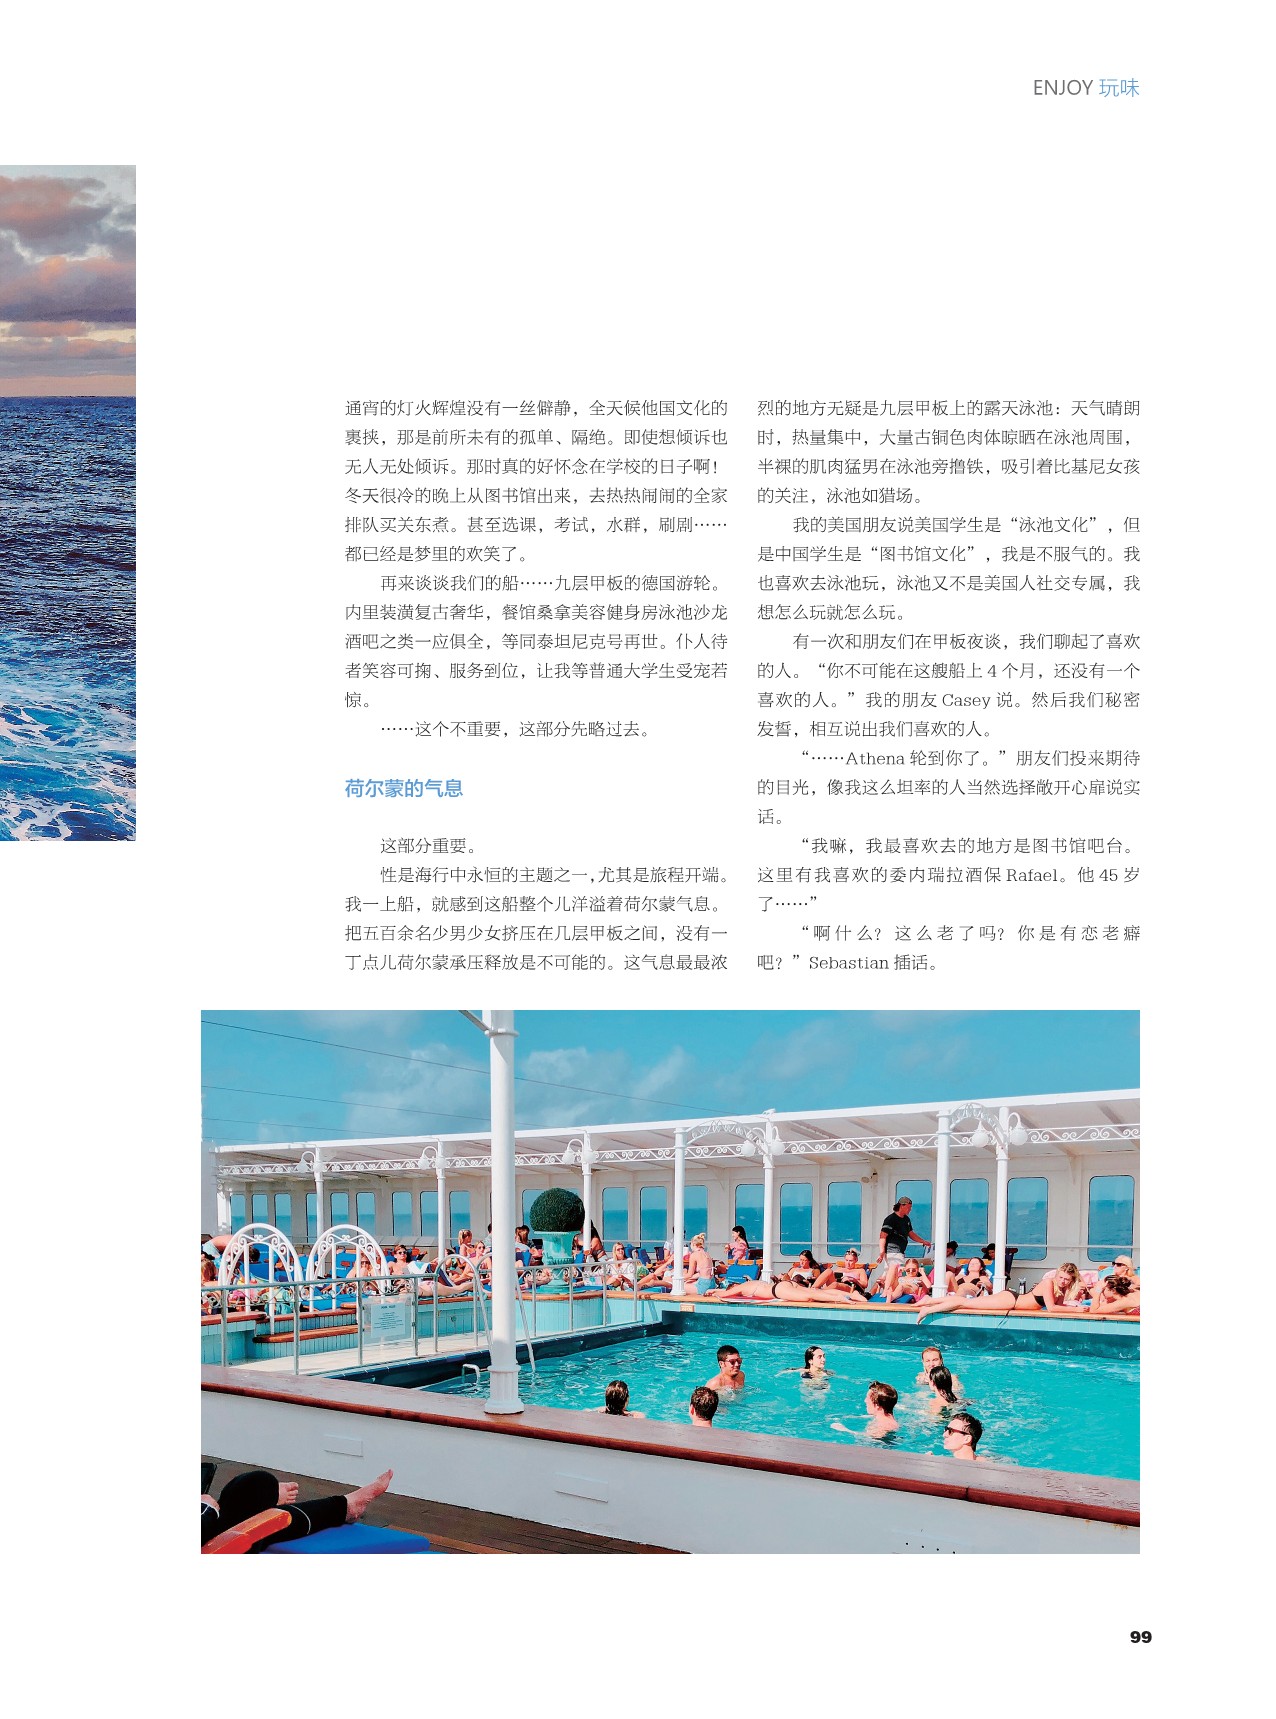 ENJOY 玩味
通宵的灯火辉煌没有一丝僻静，全天候他国文化的
裹挟，那是前所未有的孤单、隔绝。即使想倾诉也
无人无处倾诉。那时真的好怀念在学校的日子啊！
冬天很冷的晚上从图书馆出来，去热热闹闹的全家
排队买关东煮。甚至选课，考试，水群，刷剧……
都已经是梦里的欢笑了。
再来谈谈我们的船……九层甲板的德国游轮。
内里装潢复古奢华，餐馆桑拿美容健身房泳池沙龙
酒吧之类一应俱全，等同泰坦尼克号再世。仆人侍
者笑容可掬、服务到位，让我等普通大学生受宠若
惊。
……这个不重要，这部分先略过去。
荷尔蒙的气息
这部分重要。
性是海行中永恒的主题之一，尤其是旅程开端。
我一上船，就感到这船整个儿洋溢着荷尔蒙气息。
把五百余名少男少女挤压在几层甲板之间，没有一
丁点儿荷尔蒙承压释放是不可能的。这气息最最浓
烈的地方无疑是九层甲板上的露天泳池：天气晴朗
时，热量集中，大量古铜色肉体晾晒在泳池周围，
半裸的肌肉猛男在泳池旁撸铁，吸引着比基尼女孩
的关注，泳池如猎场。
我的美国朋友说美国学生是“泳池文化”，但
是中国学生是“图书馆文化”，我是不服气的。我
也喜欢去泳池玩，泳池又不是美国人社交专属，我
想怎么玩就怎么玩。
有一次和朋友们在甲板夜谈，我们聊起了喜欢
的人。“你不可能在这艘船上 4 个月，还没有一个
喜欢的人。”我的朋友 Casey 说。然后我们秘密
发誓，相互说出我们喜欢的人。
“……Athena 轮到你了。”朋友们投来期待
的目光，像我这么坦率的人当然选择敞开心扉说实
话。
“我嘛，我最喜欢去的地方是图书馆吧台。
这里有我喜欢的委内瑞拉酒保 Rafael。他 45 岁
了……”
“啊什么？这么老了吗？你是有恋老癖
吧？”Sebastian 插话。
99